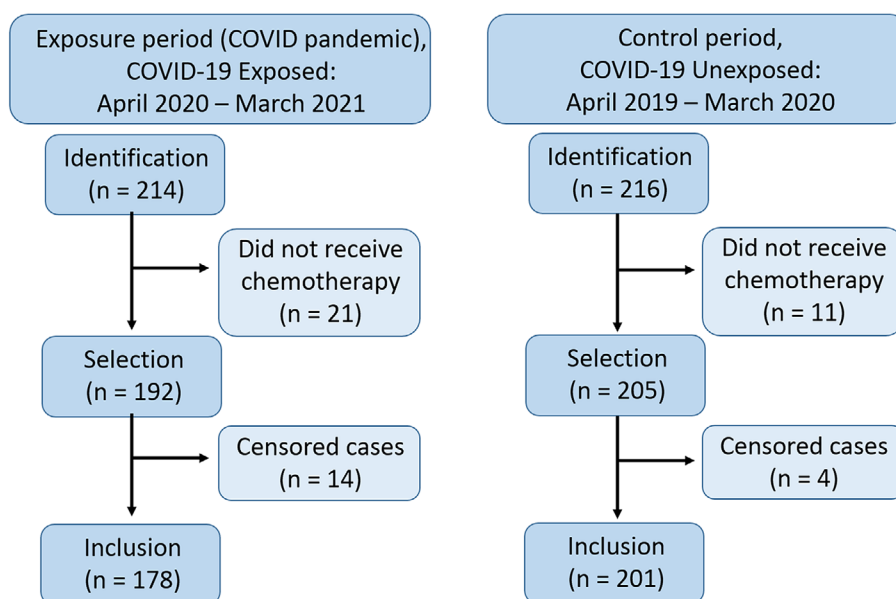 Exposure period (COVID pandemic),
COVID-19 Exposed:
April 2020 – March 2021
Identification
(n = 214)
Did not receive
chemotherapy
(n = 21)
Selection
(n = 192)
Censored cases
(n = 14)
Inclusion
(n = 178)
Control period,
COVID-19 Unexposed:
April 2019 – March 2020
Identification
(n = 216)
Did not receive
chemotherapy
(n = 11)
Selection
(n = 205)
Censored cases
(n = 4)
Inclusion
(n = 201)